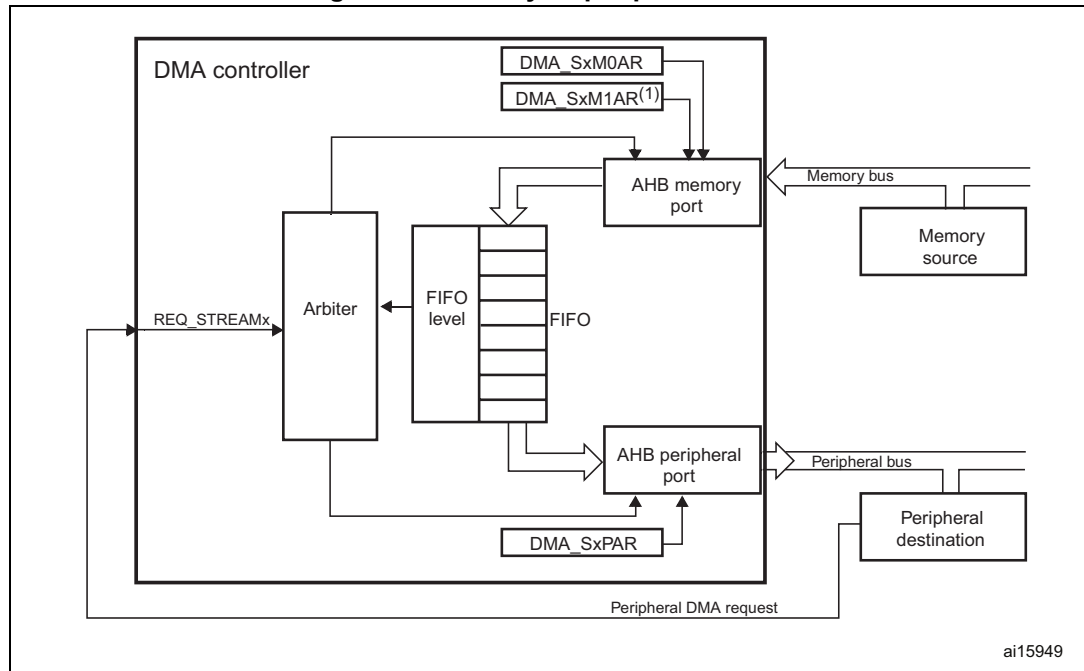 DMA controller
DMA_SxM0AR
DMA_SxM1AR(1)
AHB memory
port
Memory bus
Memory
source
REQ_STREAMx
Arbiter
FIFO
level
FIFO
AHB peripheral
port
Peripheral bus
DMA_SxPAR
Peripheral
destination
Peripheral DMA request
ai15949